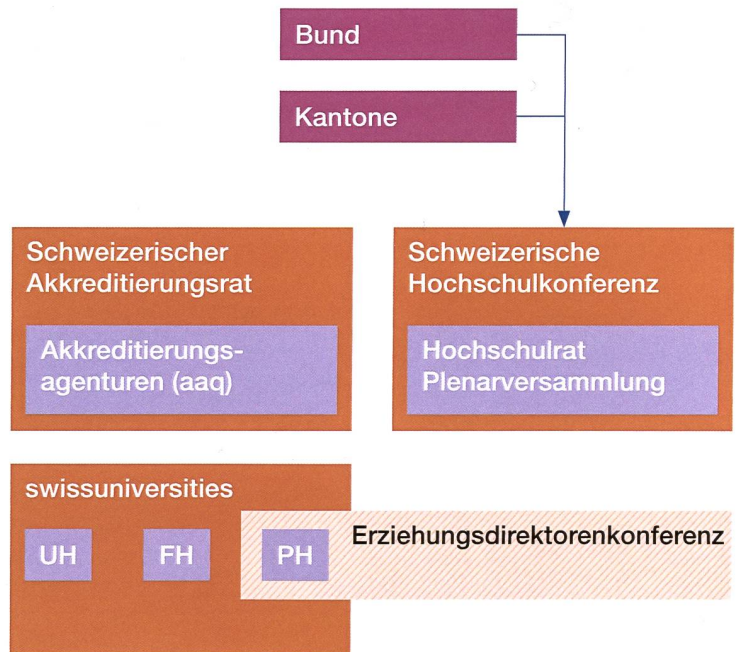 Bund
Kantone
Schweizerischer
Akkreditierungsrat
Akkreditierungs-
agenturen (aaq)
Schweizerische
Hochschulkonferenz
Hochschulrat
Plenarversammlung
swissuniversities
UH
FH
PH
Erziehungsdirektorenkonferenz